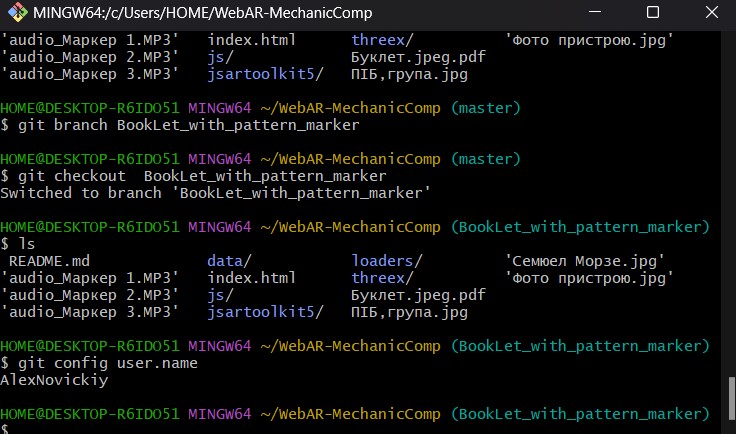 MINGW64:/c/Users/HOME/WebAR-MechanicComp
'audio_Маркер 1.MP3'   index.html      threex/          'Фото пристрою.jpg'
'audio_Маркер 2.MP3'   js/             Буклет.jpeg.pdf
'audio_Маркер 3.MP3'   jsartoolkit5/   ПІБ,група.jpg
HOME@DESKTOP-R6IDO51 MINGW64 ~/WebAR-MechanicComp (master)
$ git branch BookLet_with_pattern_marker
HOME@DESKTOP-R6IDO51 MINGW64 ~/WebAR-MechanicComp (master)
$ git checkout  BookLet_with_pattern_marker
Switched to branch 'BookLet_with_pattern_marker'
HOME@DESKTOP-R6IDO51 MINGW64 ~/WebAR-MechanicComp (BookLet_with_pattern_marker)
$ ls
README.md             data/           loaders/         'Семюел Морзе.jpg'
'audio_Маркер 1.MP3'   index.html      threex/          'Фото пристрою.jpg'
'audio_Маркер 2.MP3'   js/             Буклет.jpeg.pdf
'audio_Маркер 3.MP3'   jsartoolkit5/   ПІБ,група.jpg
HOME@DESKTOP-R6IDO51 MINGW64 ~/WebAR-MechanicComp (BookLet_with_pattern_marker)
$ git config user.name
AlexNovickiy
HOME@DESKTOP-R6IDO51 MINGW64 ~/WebAR-MechanicComp (BookLet_with_pattern_marker)
$